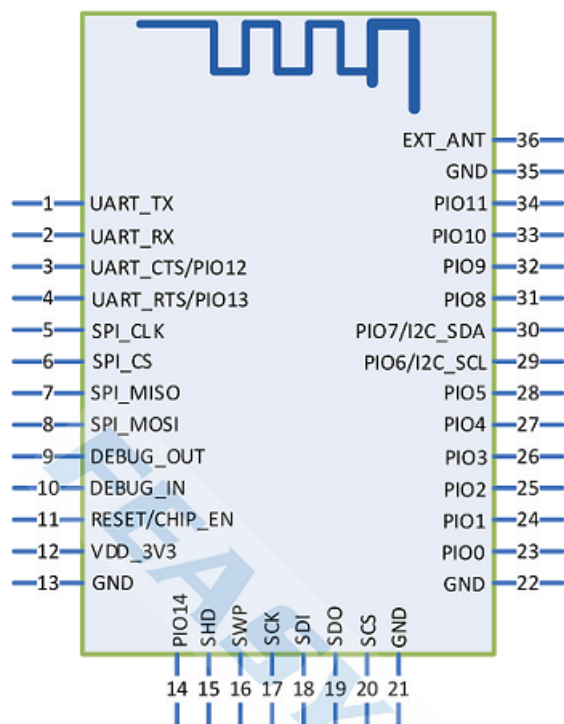 EXT_ANT 36
GND 35
1 UART_TX PIO11 34
2 UART_RX PIO10 33
3 UART_CTS/PIO12 PIO9 32
4 UART_RTS/PIO13 PIO8 31
5 SPI_CLK PIO7/I2C_SDA 30
6 SPI_CS PIO6/I2C_SCL 29
7 SPI_MISO PIO5 28
8 SPI_MOSI PIO4 27
9 DEBUG_OUT PIO3 26
10 DEBUG_IN PIO2 25
11 RESET/CHIP_EN PIO1 24
12 VDD_3V3 PIO0 23
13 GND GND 22
PIO14 SHD SWP SCK SDI SDO SCS GND
14 15 16 17 18 19 20 21
FEASY